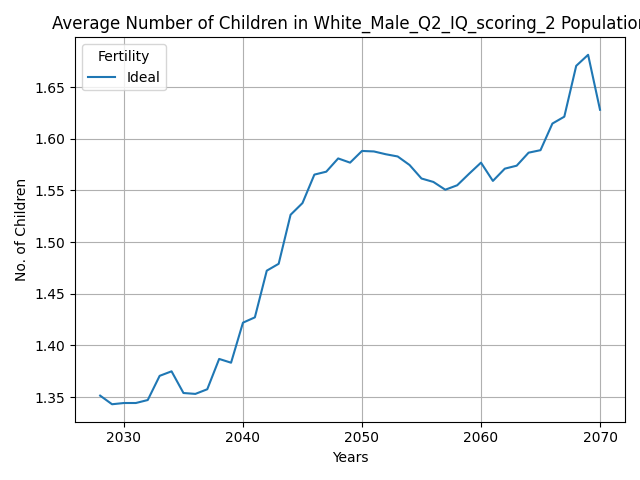 Average Number of Children in White_Male_Q2_IQ_scoring_2 Population
Fertility
Ideal
No. of Children
1.65
1.60
1.55
1.50
1.45
1.40
1.35
2030 2040 2050 2060 2070
Years